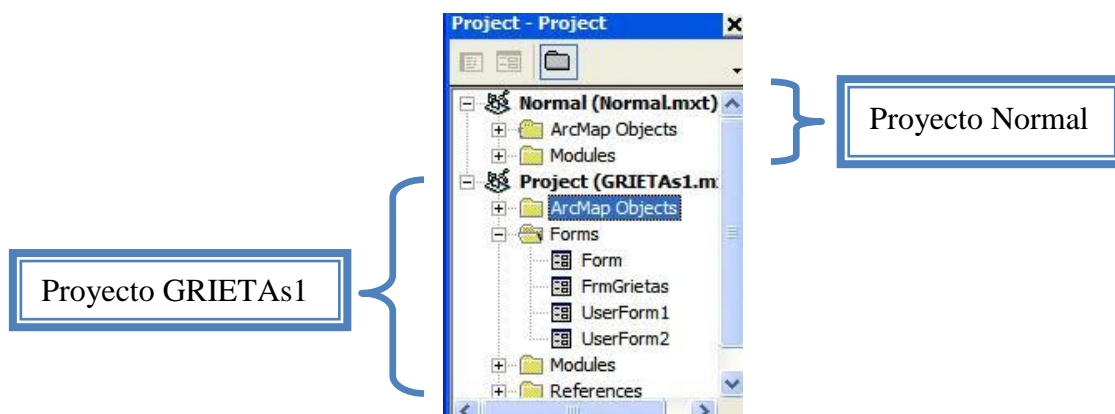 Project - Project
Normal (Normal.mxt)
ArcMap Objects
Modules
Project (GRIETAs1.m
ArcMap Objects
Forms
Form
FrmGrietas
UserForm1
UserForm2
Modules
References
Proyecto Normal
Proyecto GRIETAs1